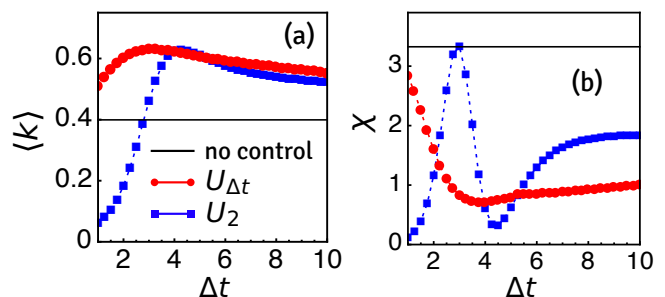 (a)
⟨k⟩
0.6
0.4
0.2
0
no control
U_Δt
U_2
2 4 6 8 10
Δt
(b)
χ
3
2
1
0
2 4 6 8 10
Δt